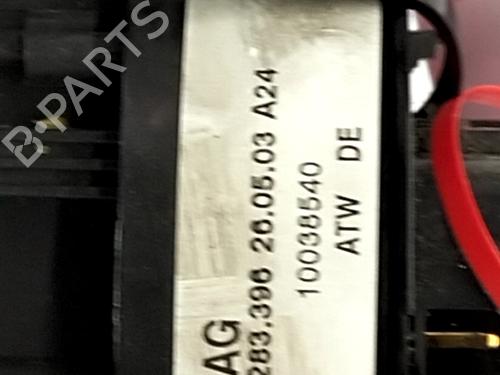 AG
283.396 26.05.03 A24
10038540
ATW DE
B-PARTS